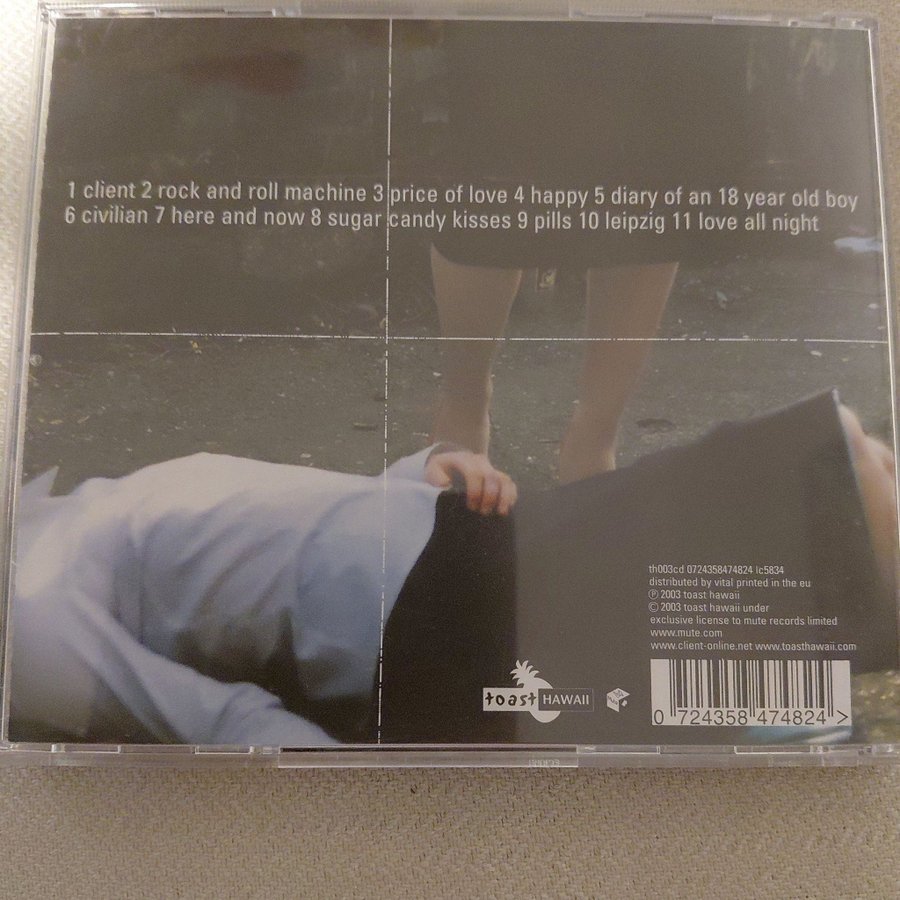 1 client 2 rock and roll machine 3 price of love 4 happy 5 diary of an 18 year old boy
6 civilian 7 here and now 8 sugar candy kisses 9 pills 10 leipzig 11 love all night
th003cd 0724358474824 lc5834
distributed by vital printed in the eu
℗ 2003 toast hawaii
© 2003 toast hawaii under
exclusive license to mute records limited
www.mute.com
www.client-online.net www.toasthawaii.com
toast HAWAII
0 724358 474824 >